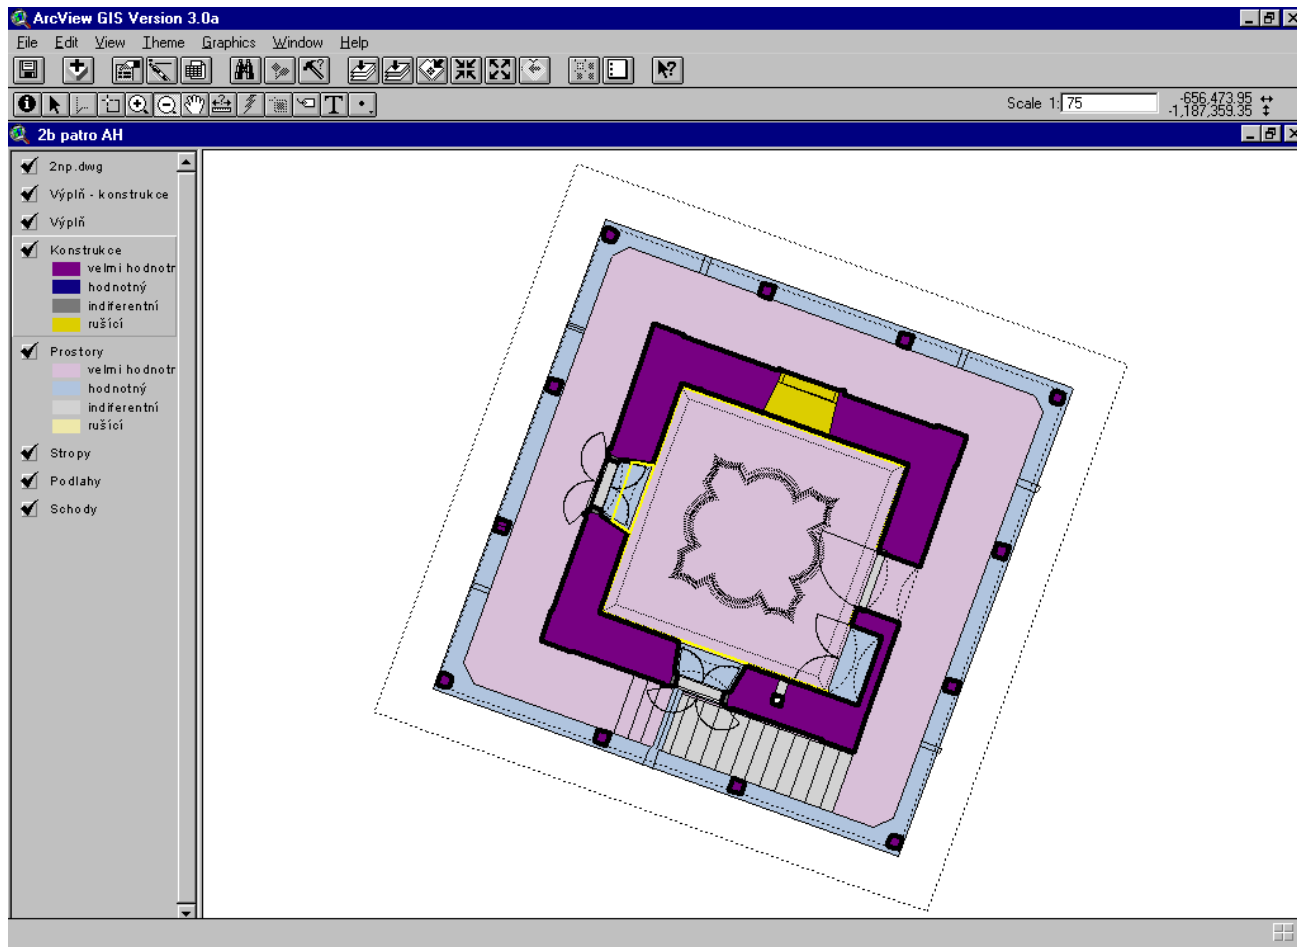 ArcView GIS Version 3.0a
File Edit View Theme Graphics Window Help
Scale 1: 75
-656,473.95
-1,187,359.35
2b patro AH
2np.dwg
Výplň - konstrukce
Výplň
Konstrukce
velmi hodnotr
hodnotný
indiferentní
rušící
Prostory
velmi hodnotr
hodnotný
indiferentní
rušící
Stropy
Podlahy
Schody